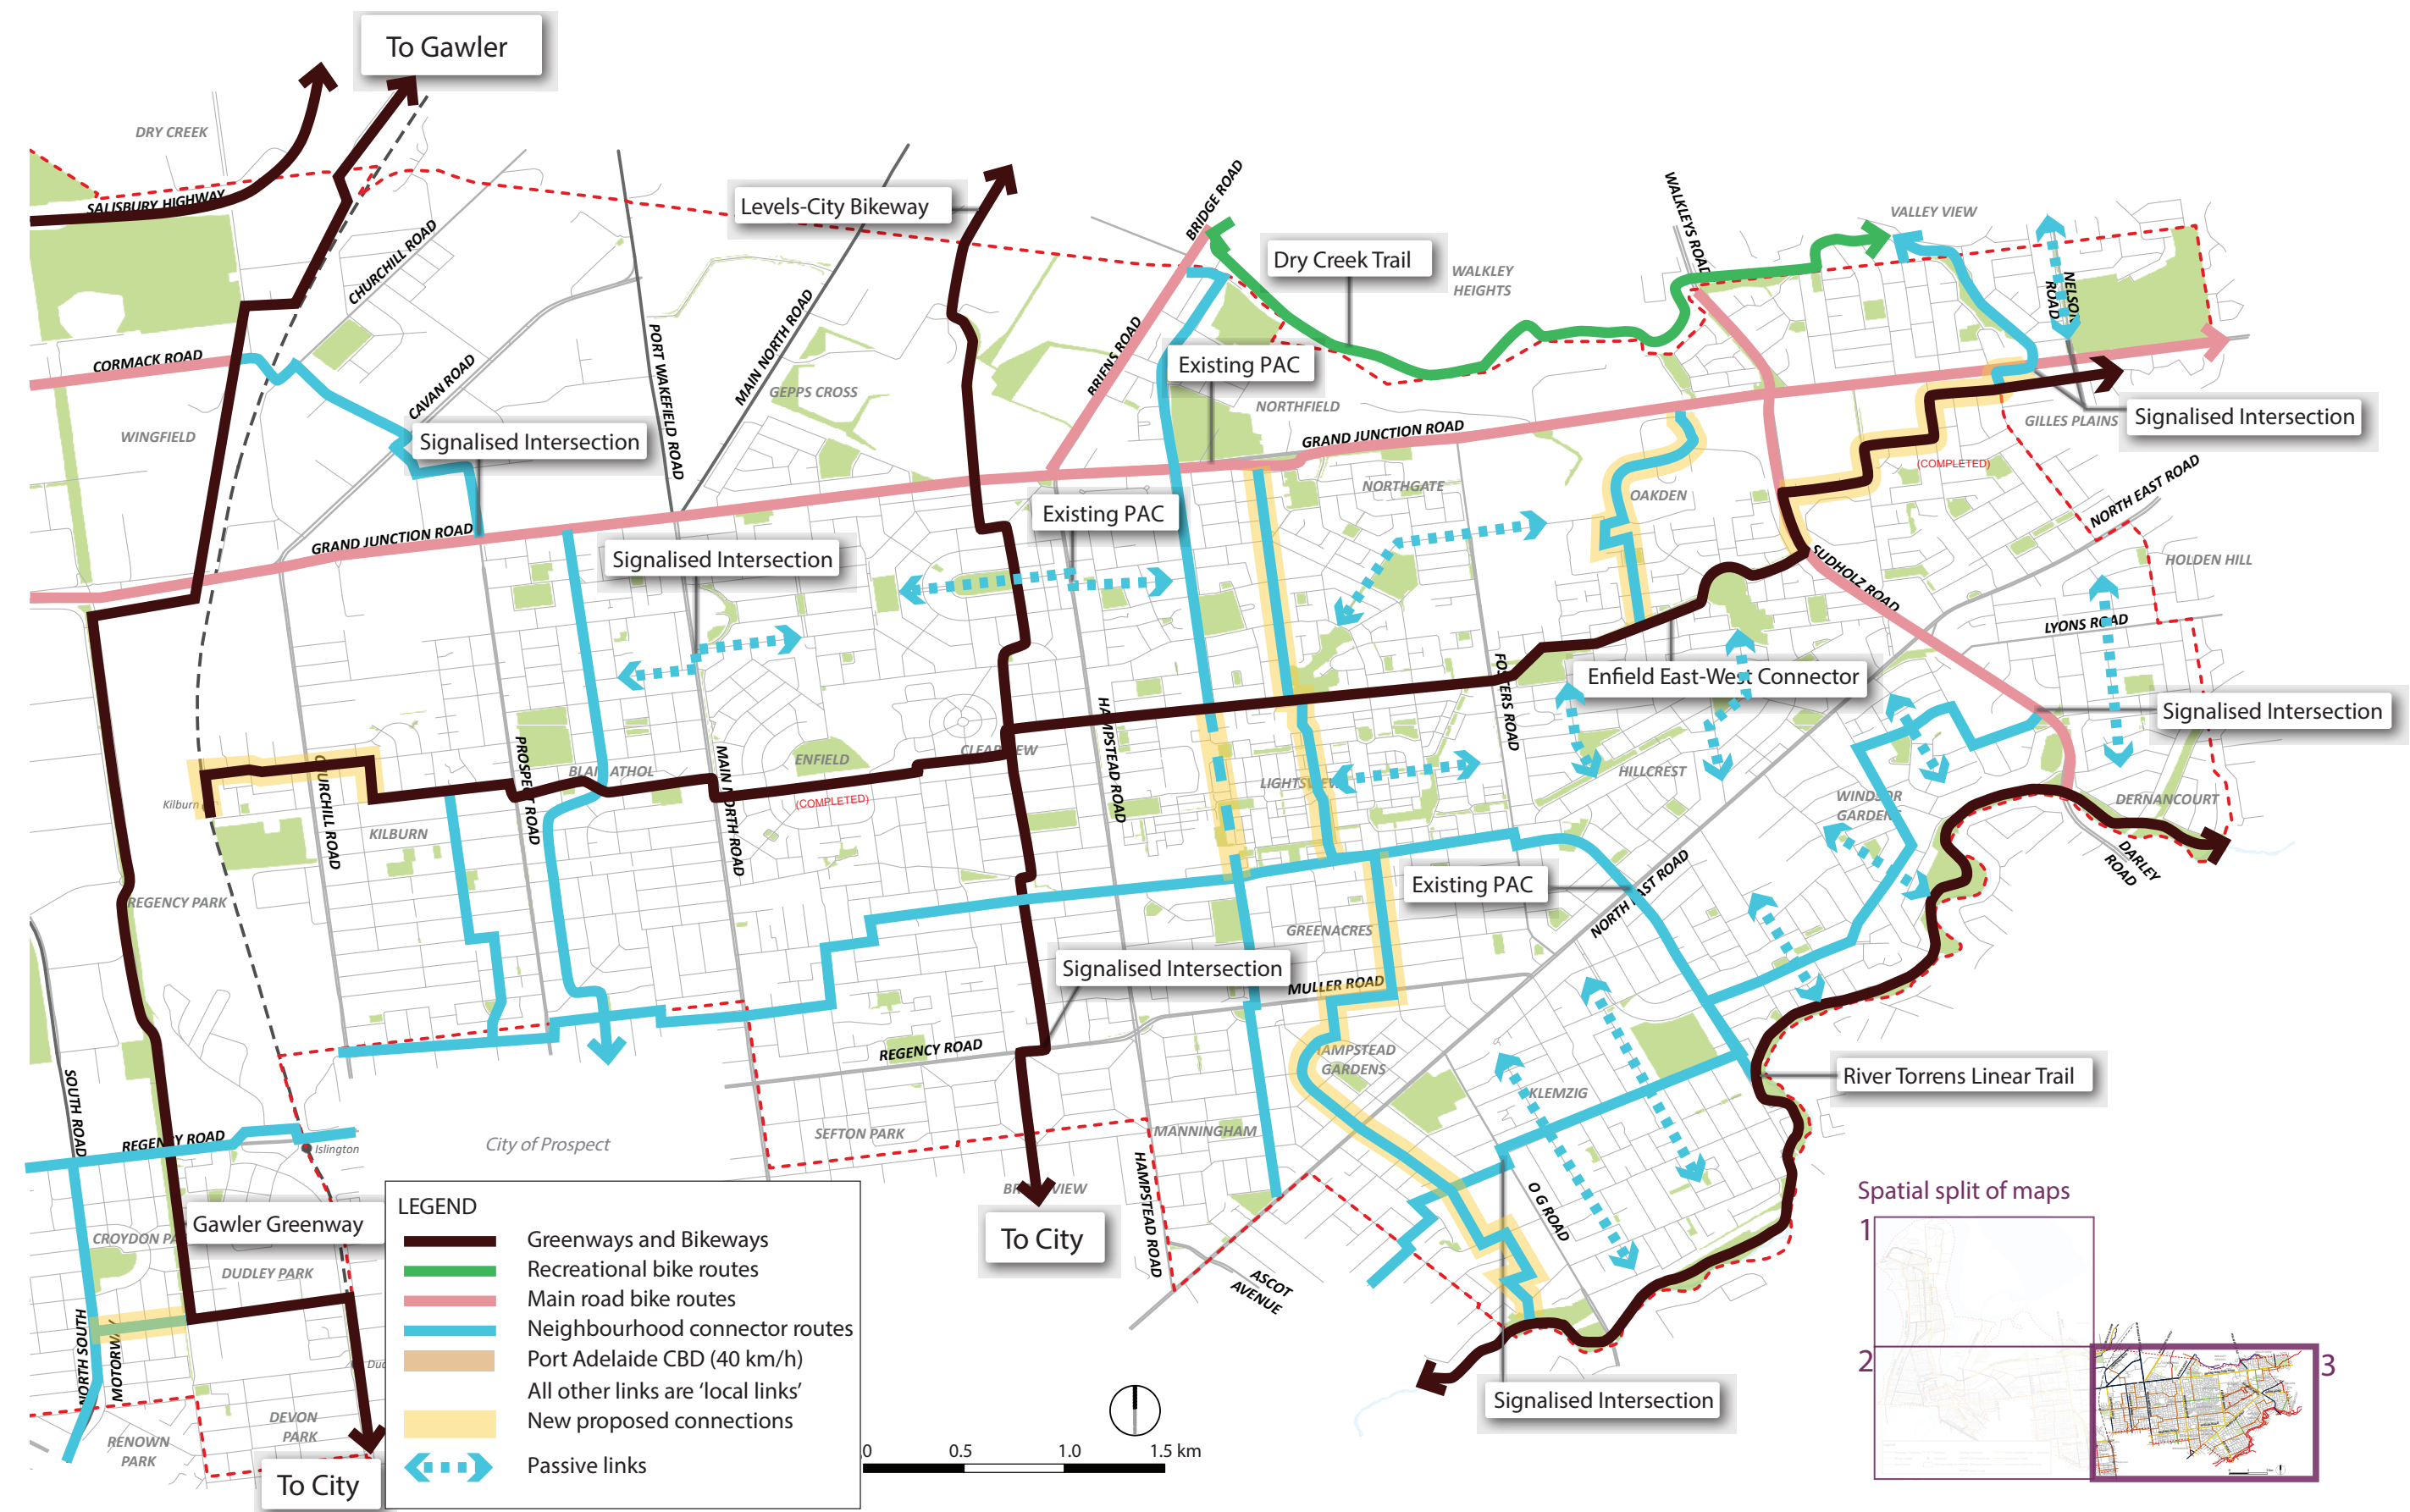 To Gawler
DRY CREEK
SALISBURY HIGHWAY
CHURCHILL ROAD
Levels-City Bikeway
BRIDGE ROAD
Dry Creek Trail
WALKLEY
HEIGHTS
WALKLEYS ROAD
VALLEY VIEW
NELSON
ROAD
CORMACK ROAD
CAVAN ROAD
PORT WAKEFIELD ROAD
MAIN NORTH ROAD
GEPPS CROSS
BRIENS ROAD
Existing PAC
NORTHFIELD
WINGFIELD
Signalised Intersection
GRAND JUNCTION ROAD
GILLES PLAINS
Signalised Intersection
(COMPLETED)
NORTH EAST ROAD
NORTHGATE
OAKDEN
Existing PAC
GRAND JUNCTION ROAD
Signalised Intersection
SUDHOLZ ROAD
HOLDEN HILL
LYONS ROAD
FOSTERS ROAD
Enfield East-West Connector
Signalised Intersection
HAMPSTEAD ROAD
CLEARVIEW
ENFIELD
MAIN NORTH ROAD
BLAIR ATHOL
PROSPECT ROAD
CHURCHILL ROAD
Kilburn
KILBURN
(COMPLETED)
LIGHTSVIEW
HILLCREST
WINDSOR
GARDENS
DERNANCOURT
DARLEY
ROAD
REGENCY PARK
Existing PAC
NORTH EAST ROAD
GREENACRES
Signalised Intersection
MULLER ROAD
REGENCY ROAD
HAMPSTEAD
GARDENS
KLEMZIG
River Torrens Linear Trail
SOUTH ROAD
REGENCY ROAD
Islington
City of Prospect
SEFTON PARK
MANNINGHAM
BROADVIEW
HAMPSTEAD ROAD
O G ROAD
ASCOT
AVENUE
To City
Gawler Greenway
CROYDON PA
DUDLEY PARK
NORTH SOUTH
MOTORWAY
Dud
DEVON
PARK
RENOWN
PARK
To City
LEGEND
Greenways and Bikeways
Recreational bike routes
Main road bike routes
Neighbourhood connector routes
Port Adelaide CBD (40 km/h)
All other links are ‘local links’
New proposed connections
Passive links
0 0.5 1.0 1.5 km
Signalised Intersection
Spatial split of maps
1
2
3